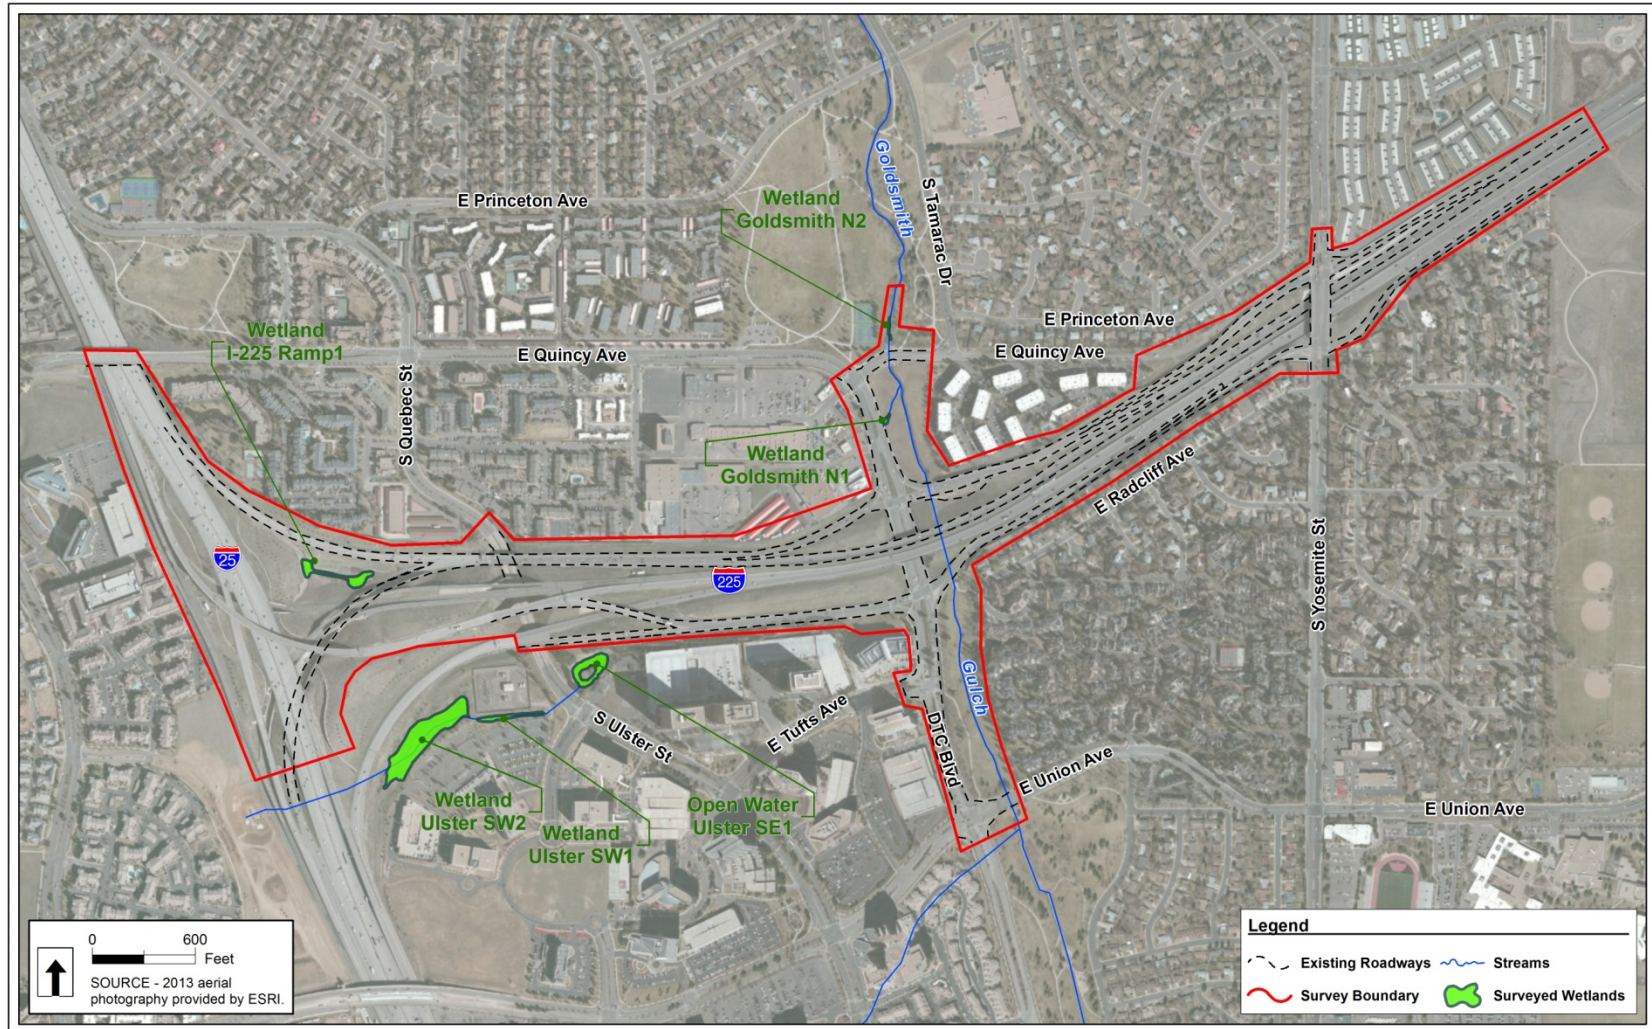 Goldsmith
S Tamarac Dr
E Princeton Ave
Wetland
Goldsmith N2
E Princeton Ave
Wetland
I-225 Ramp1
E Quincy Ave
E Quincy Ave
S Quebec St
Wetland
Goldsmith N1
E Radcliff Ave
25
225
S Yosemite St
Gulch
S Ulster St
E Tufts Ave
DTC Blvd
E Union Ave
Wetland
Ulster SW2
Wetland
Ulster SW1
Open Water
Ulster SE1
E Union Ave
0 600
Feet
SOURCE - 2013 aerial
photography provided by ESRI.
Legend
Existing Roadways Streams
Survey Boundary Surveyed Wetlands